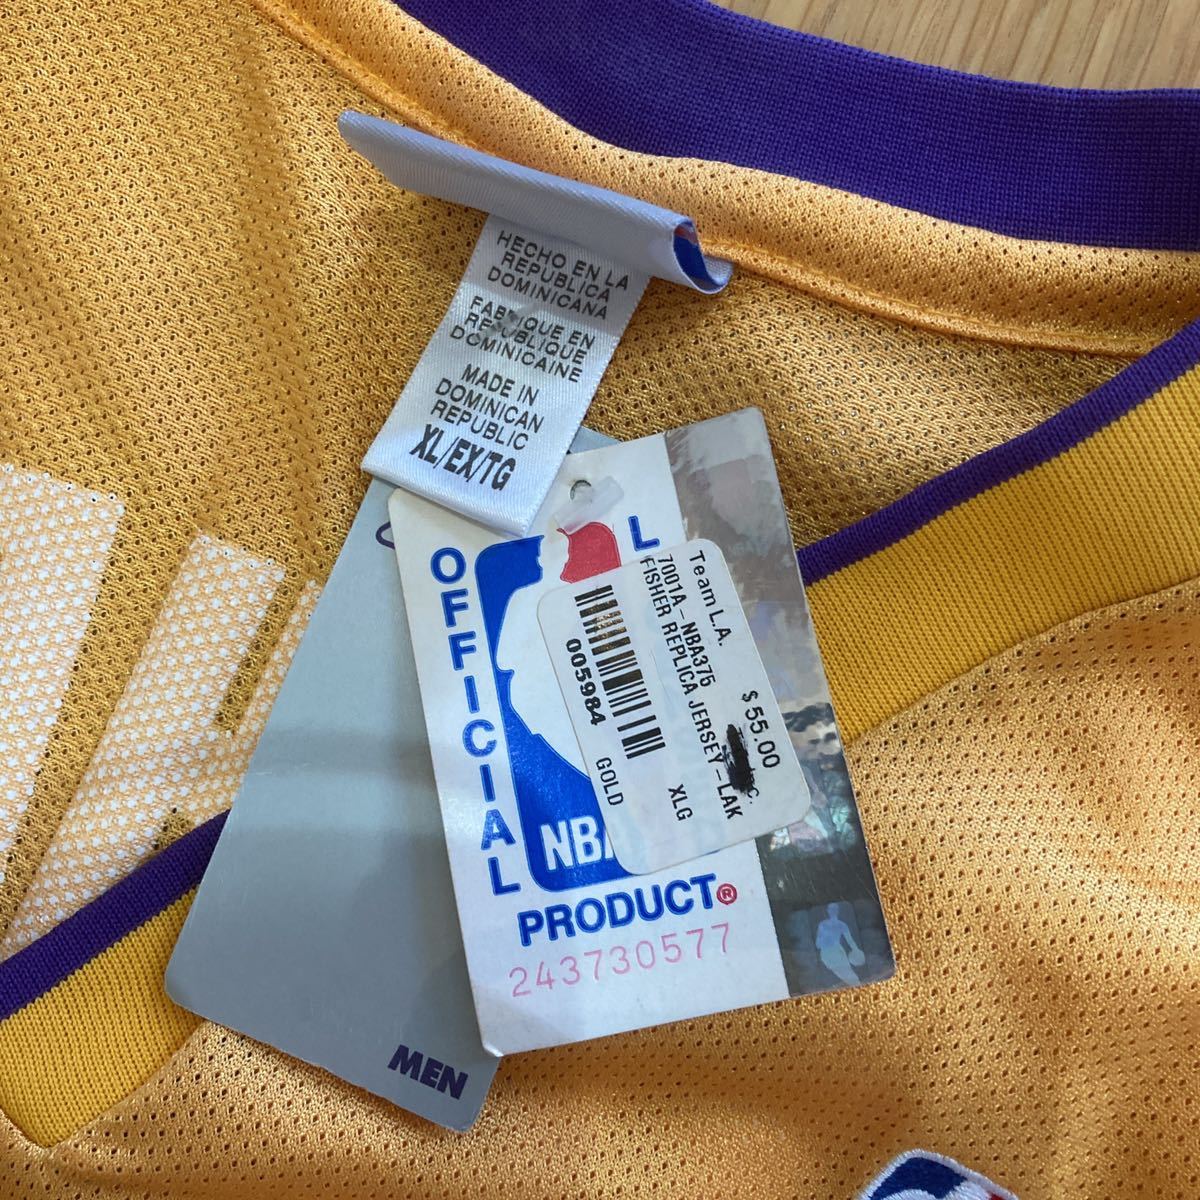 HECHO EN LA
REPUBLICA
DOMINICANA
FABRIQUE EN
REPUBLIQUE
DOMINICAINE
MADE IN
DOMINICAN
REPUBLIC
XL/EX/TG
OFFICIAL
L
NBA
PRODUCT®
243730577
Team L.A.
7001A - NBA375
FISHER REPLICA JERSEY - LAK
$55.00
005984
GOLD
XLG
MEN